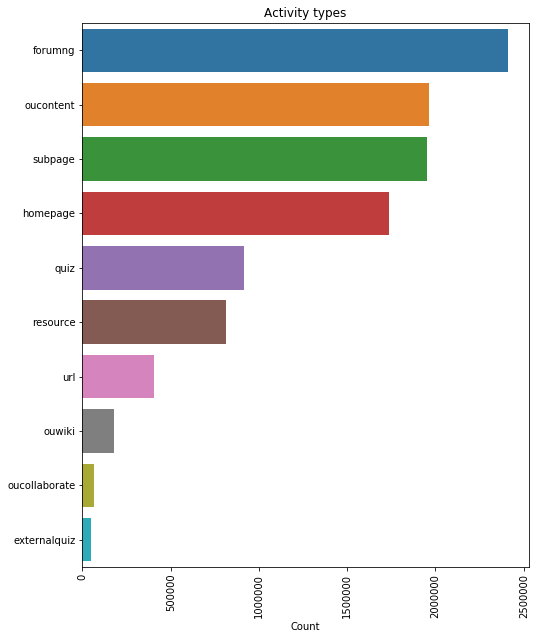 Activity types
forumng
oucontent
subpage
homepage
quiz
resource
url
ouwiki
oucollaborate
externalquiz
0
500000
1000000
1500000
2000000
2500000
Count